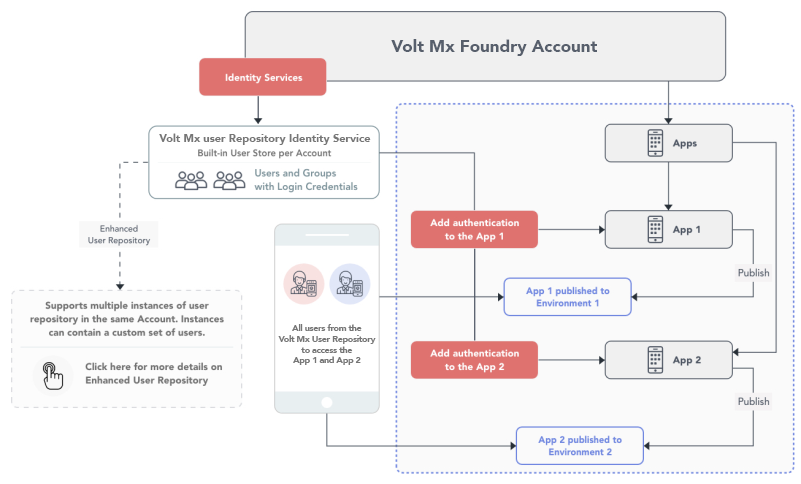 Volt Mx Foundry Account
Identity Services
Volt Mx user Repository Identity Service
Built-in User Store per Account
Users and Groups
with Login Credentials
Apps
Enhanced
User Repository
Add authentication
to the App 1
App 1
Publish
App 1 published to
Environment 1
Supports multiple instances of user
repository in the same Account. Instances
can contain a custom set of users.
Click here for more details on
Enhanced User Repository
All users from the
Volt Mx User Repository
to access the
App 1 and App 2
Add authentication
to the App 2
App 2
Publish
App 2 published to
Environment 2